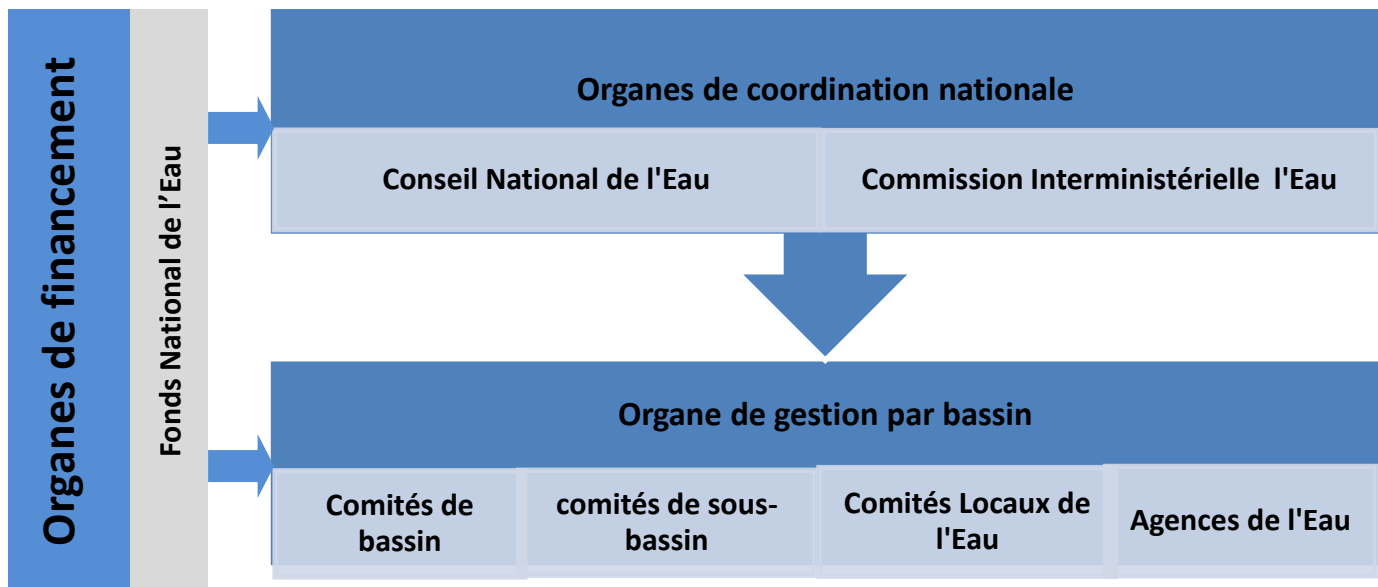 Organes de financement
Fonds National de l’Eau
Organes de coordination nationale
Conseil National de l'Eau
Commission Interministérielle l'Eau
Organe de gestion par bassin
Comités de
bassin
comités de sous-
bassin
Comités Locaux de
l'Eau
Agences de l'Eau